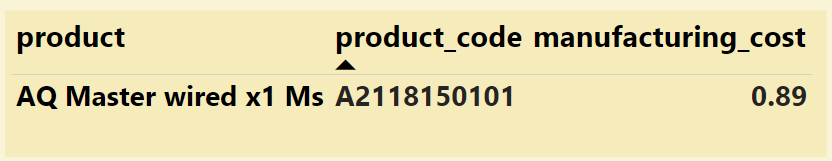 product product_code manufacturing_cost
AQ Master wired x1 Ms A2118150101 0.89